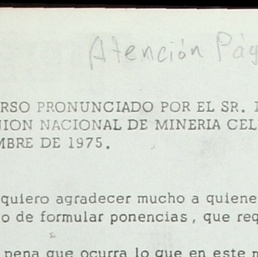 Atención Pág
RSO PRONUNCIADO POR EL SR. I
NION NACIONAL DE MINERIA CEL
MBRE DE 1975.
quiero agradecer mucho a quiene
o de formular ponencias, que req
pena que ocurra lo que en este m